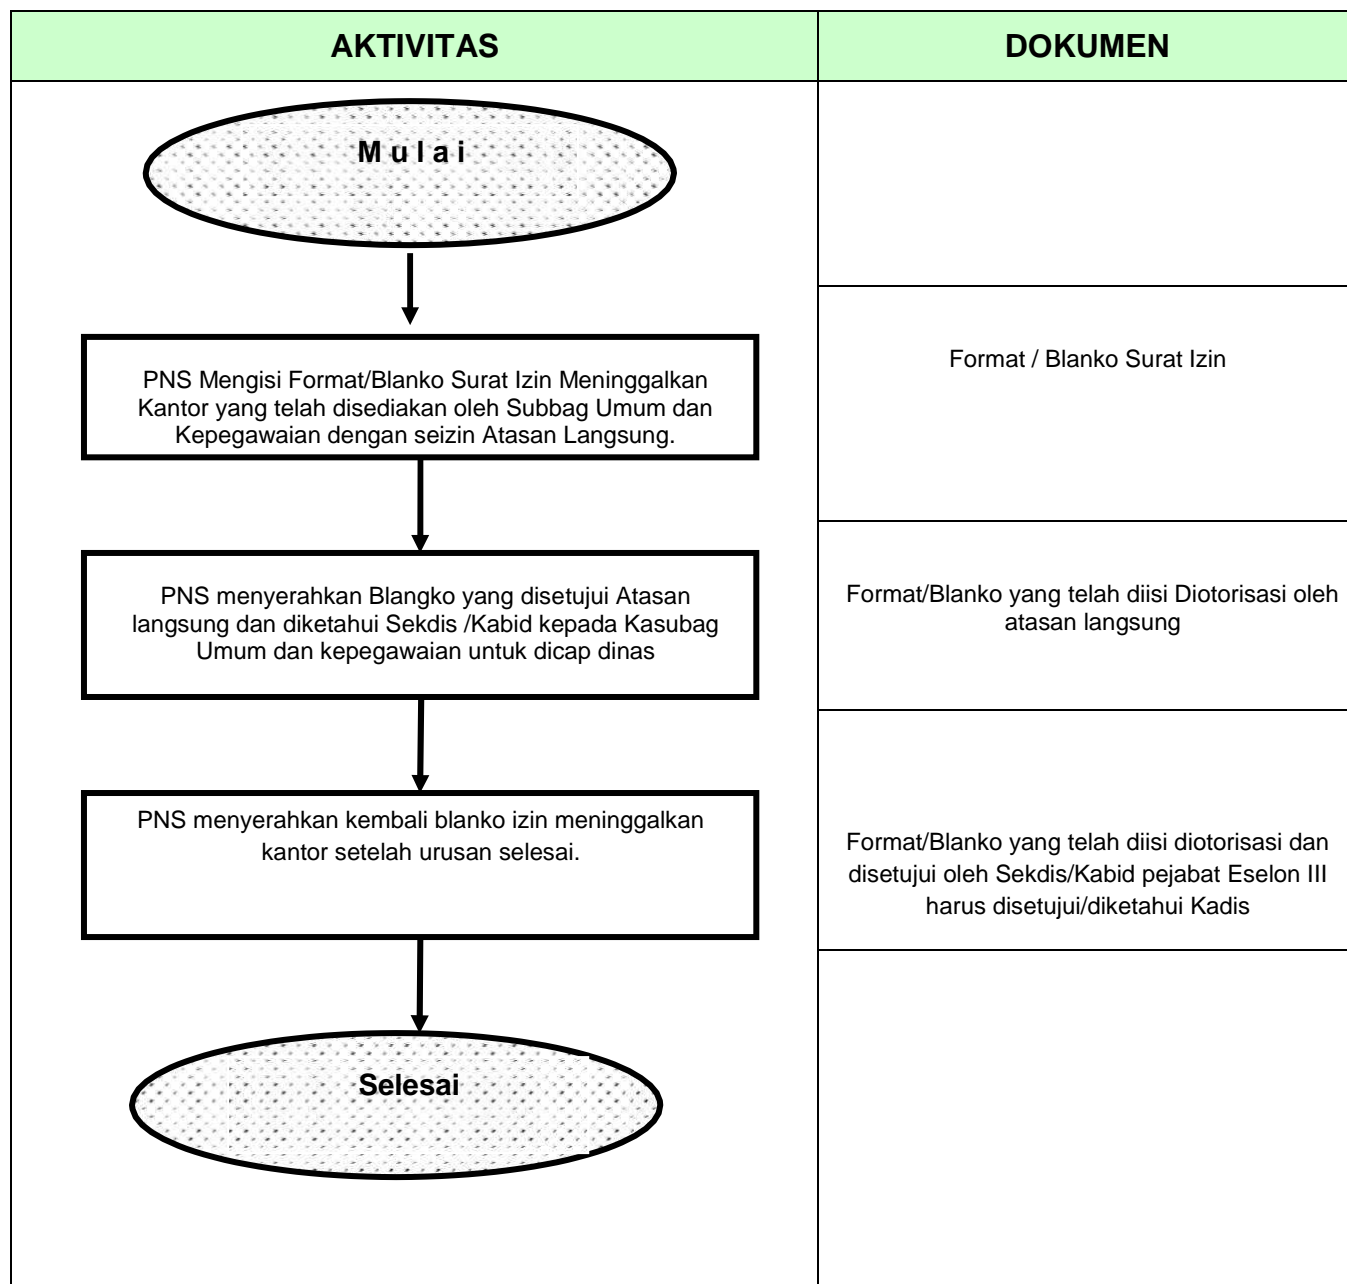 AKTIVITAS
DOKUMEN
M u l a i
PNS Mengisi Format/Blanko Surat Izin Meninggalkan
Kantor yang telah disediakan oleh Subbag Umum dan
Kepegawaian dengan seizin Atasan Langsung.
Format / Blanko Surat Izin
PNS menyerahkan Blangko yang disetujui Atasan
langsung dan diketahui Sekdis /Kabid kepada Kasubag
Umum dan kepegawaian untuk dicap dinas
Format/Blanko yang telah diisi Diotorisasi oleh
atasan langsung
PNS menyerahkan kembali blanko izin meninggalkan
kantor setelah urusan selesai.
Format/Blanko yang telah diisi diotorisasi dan
disetujui oleh Sekdis/Kabid pejabat Eselon III
harus disetujui/diketahui Kadis
Selesai